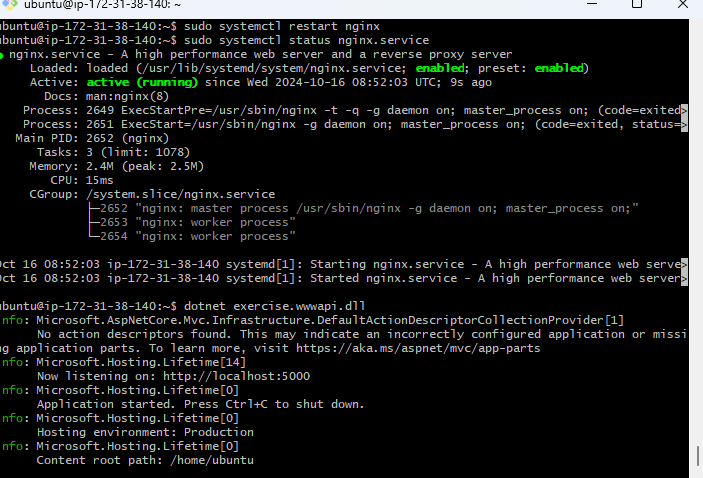 ubuntu@ip-172-31-38-140: ~
ubuntu@ip-172-31-38-140:~$ sudo systemctl restart nginx
ubuntu@ip-172-31-38-140:~$ sudo systemctl status nginx.service
● nginx.service - A high performance web server and a reverse proxy server
Loaded: loaded (/usr/lib/systemd/system/nginx.service; enabled; preset: enabled)
Active: active (running) since Wed 2024-10-16 08:52:03 UTC; 9s ago
Docs: man:nginx(8)
Process: 2649 ExecStartPre=/usr/sbin/nginx -t -q -g daemon on; master_process on; (code=exited>
Process: 2651 ExecStart=/usr/sbin/nginx -g daemon on; master_process on; (code=exited, status=>
Main PID: 2652 (nginx)
Tasks: 3 (limit: 1078)
Memory: 2.4M (peak: 2.5M)
CPU: 15ms
CGroup: /system.slice/nginx.service
├─2652 "nginx: master process /usr/sbin/nginx -g daemon on; master_process on;"
├─2653 "nginx: worker process"
└─2654 "nginx: worker process"
Oct 16 08:52:03 ip-172-31-38-140 systemd[1]: Starting nginx.service - A high performance web serve>
Oct 16 08:52:03 ip-172-31-38-140 systemd[1]: Started nginx.service - A high performance web server>
ubuntu@ip-172-31-38-140:~$ dotnet exercise.wwwapi.dll
info: Microsoft.AspNetCore.Mvc.Infrastructure.DefaultActionDescriptorCollectionProvider[1]
No action descriptors found. This may indicate an incorrectly configured application or missi
ng application parts. To learn more, visit https://aka.ms/aspnet/mvc/app-parts
info: Microsoft.Hosting.Lifetime[14]
Now listening on: http://localhost:5000
info: Microsoft.Hosting.Lifetime[0]
Application started. Press Ctrl+C to shut down.
info: Microsoft.Hosting.Lifetime[0]
Hosting environment: Production
info: Microsoft.Hosting.Lifetime[0]
Content root path: /home/ubuntu